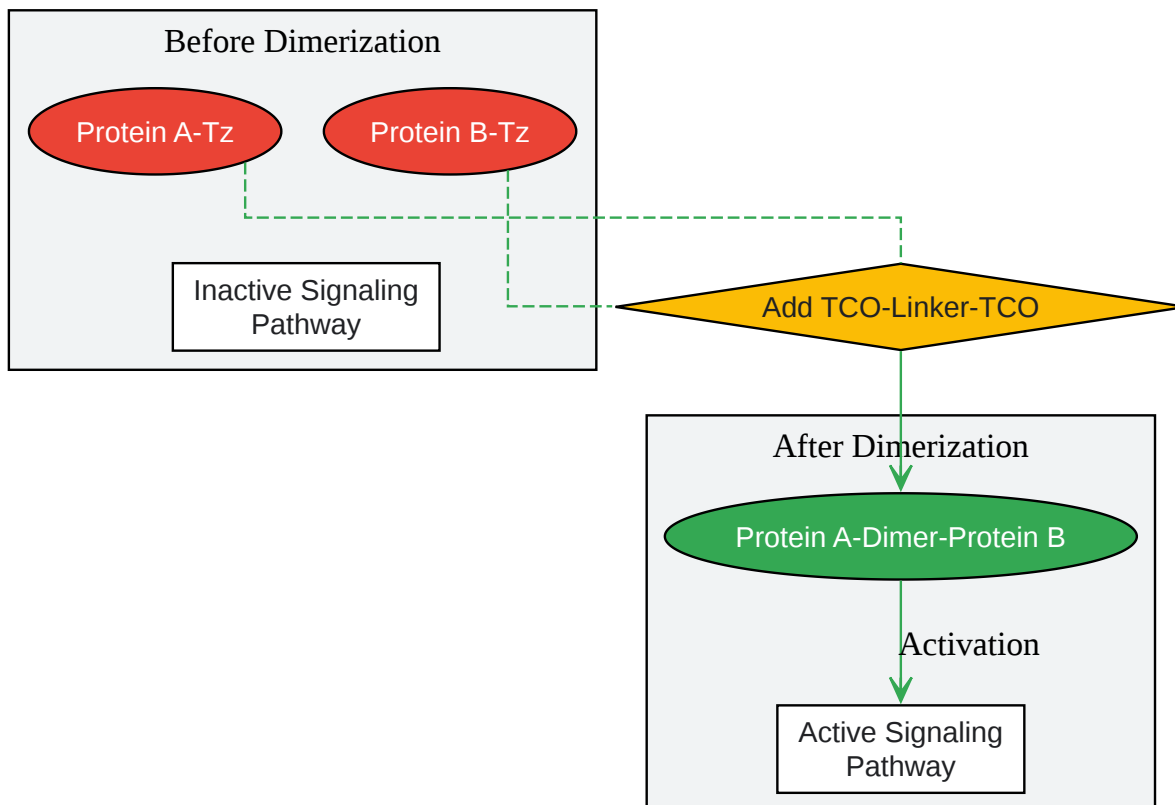 Before Dimerization
Protein A-Tz
Protein B-Tz
Inactive Signaling
Pathway
Add TCO-Linker-TCO
After Dimerization
Protein A-Dimer-Protein B
Activation
Active Signaling
Pathway